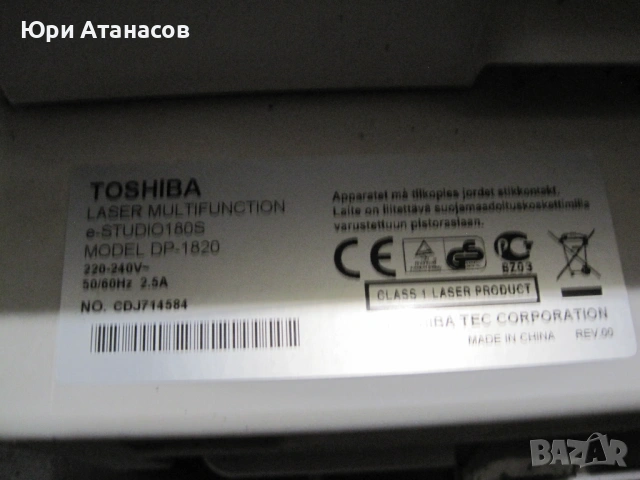 Юри Атанасов
TOSHIBA
LASER MULTIFUNCTION
e-STUDIO180S
MODEL DP-1820
220-240V~
50/60Hz 2.5A
NO. CDJ714584
Apparatet må tilkoples jordet stikkontakt.
Laite on liitettävä suojamaadoituskoskettimilla
varustettuun pistorasiaan.
CE
BZ03
CLASS 1 LASER PRODUCT
IBA TEC CORPORATION
MADE IN CHINA REV.00
BAZAR